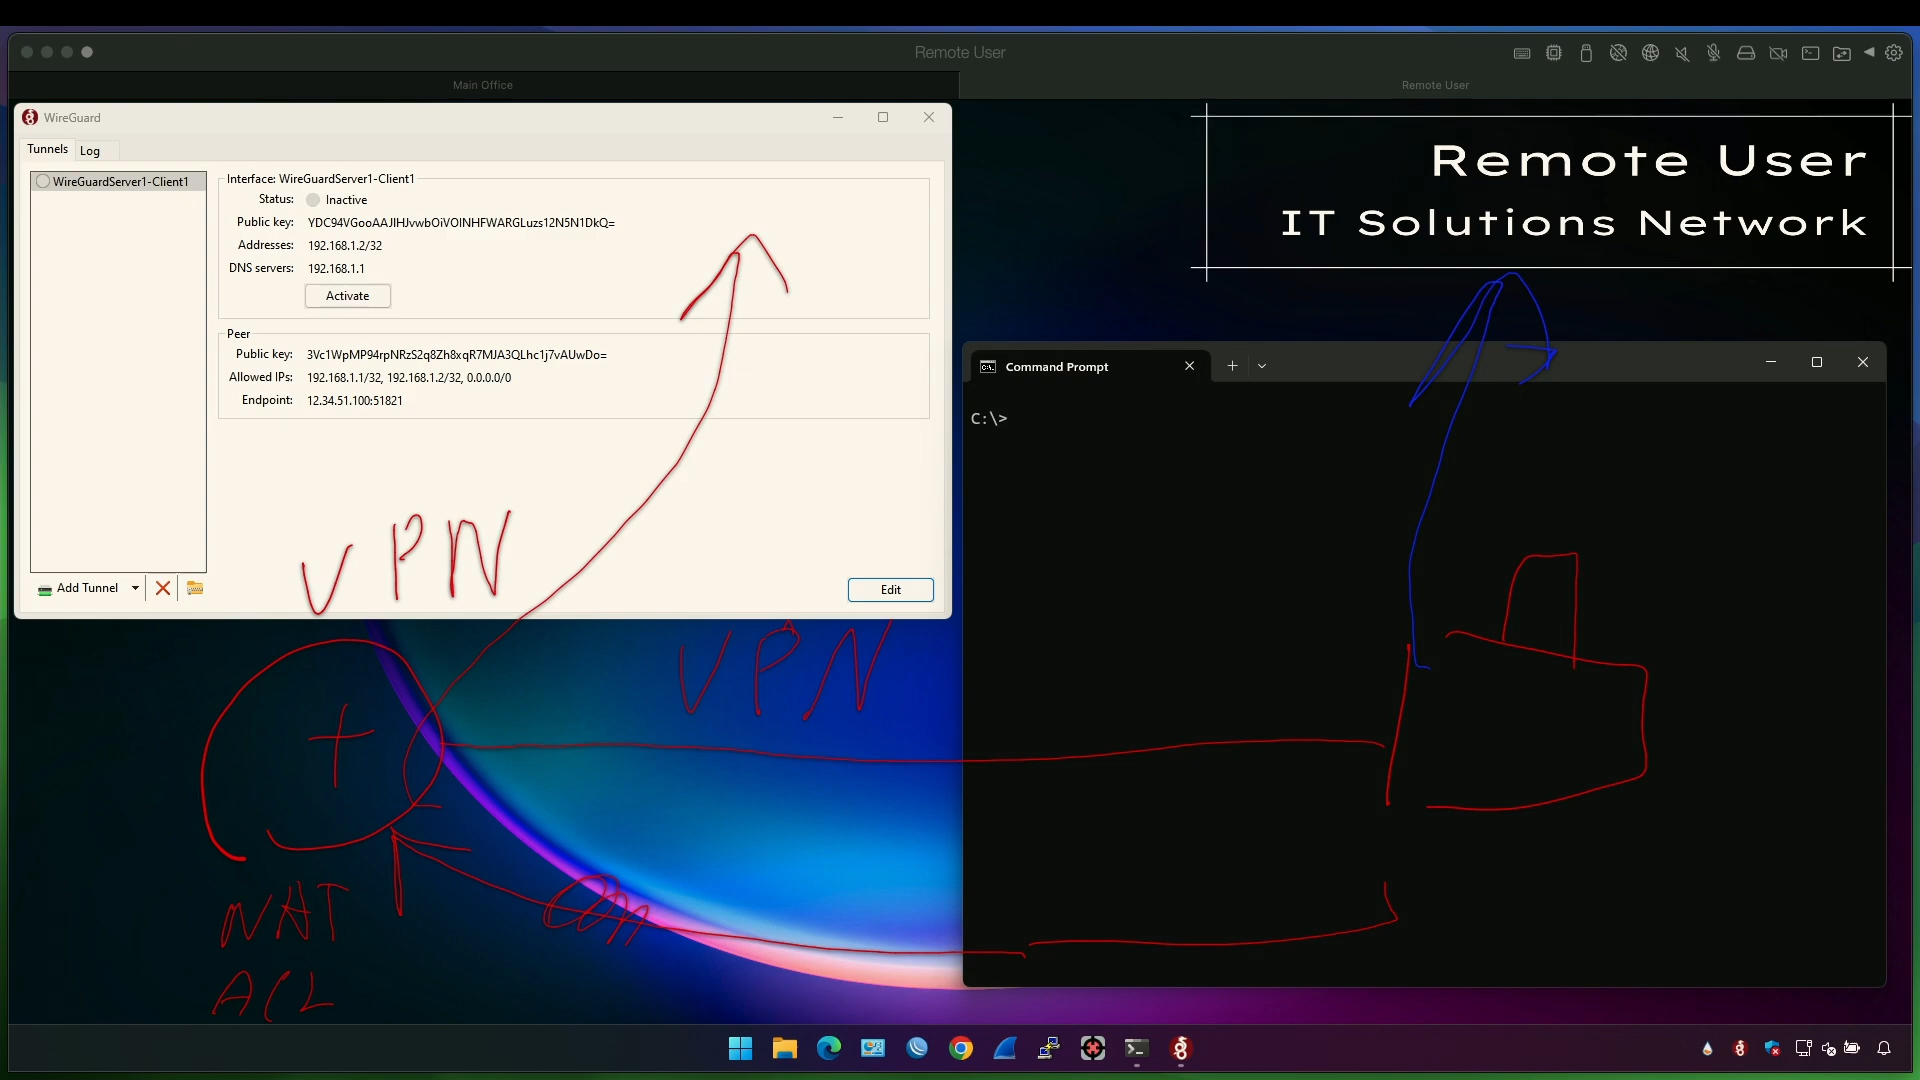 Remote User
Main Office
Remote User
WireGuard
Tunnels
Log
WireGuardServer1-Client1
Interface: WireGuardServer1-Client1
Status: Inactive
Public key: YDC94VGooAAJIHJvwbOiVOINHFWARGLuzs12N5N1DkQ=
Addresses: 192.168.1.2/32
DNS servers: 192.168.1.1
Activate
Peer
Public key: 3Vc1WpMP94rpNRzS2q8Zh8xqR7MJA3QLhc1j7vAUwDo=
Allowed IPs: 192.168.1.1/32, 192.168.1.2/32, 0.0.0.0/0
Endpoint: 12.34.51.100:51821
Add Tunnel
Edit
Remote User
IT Solutions Network
Command Prompt
C:\>
VPN
VPN
NAT
ACL